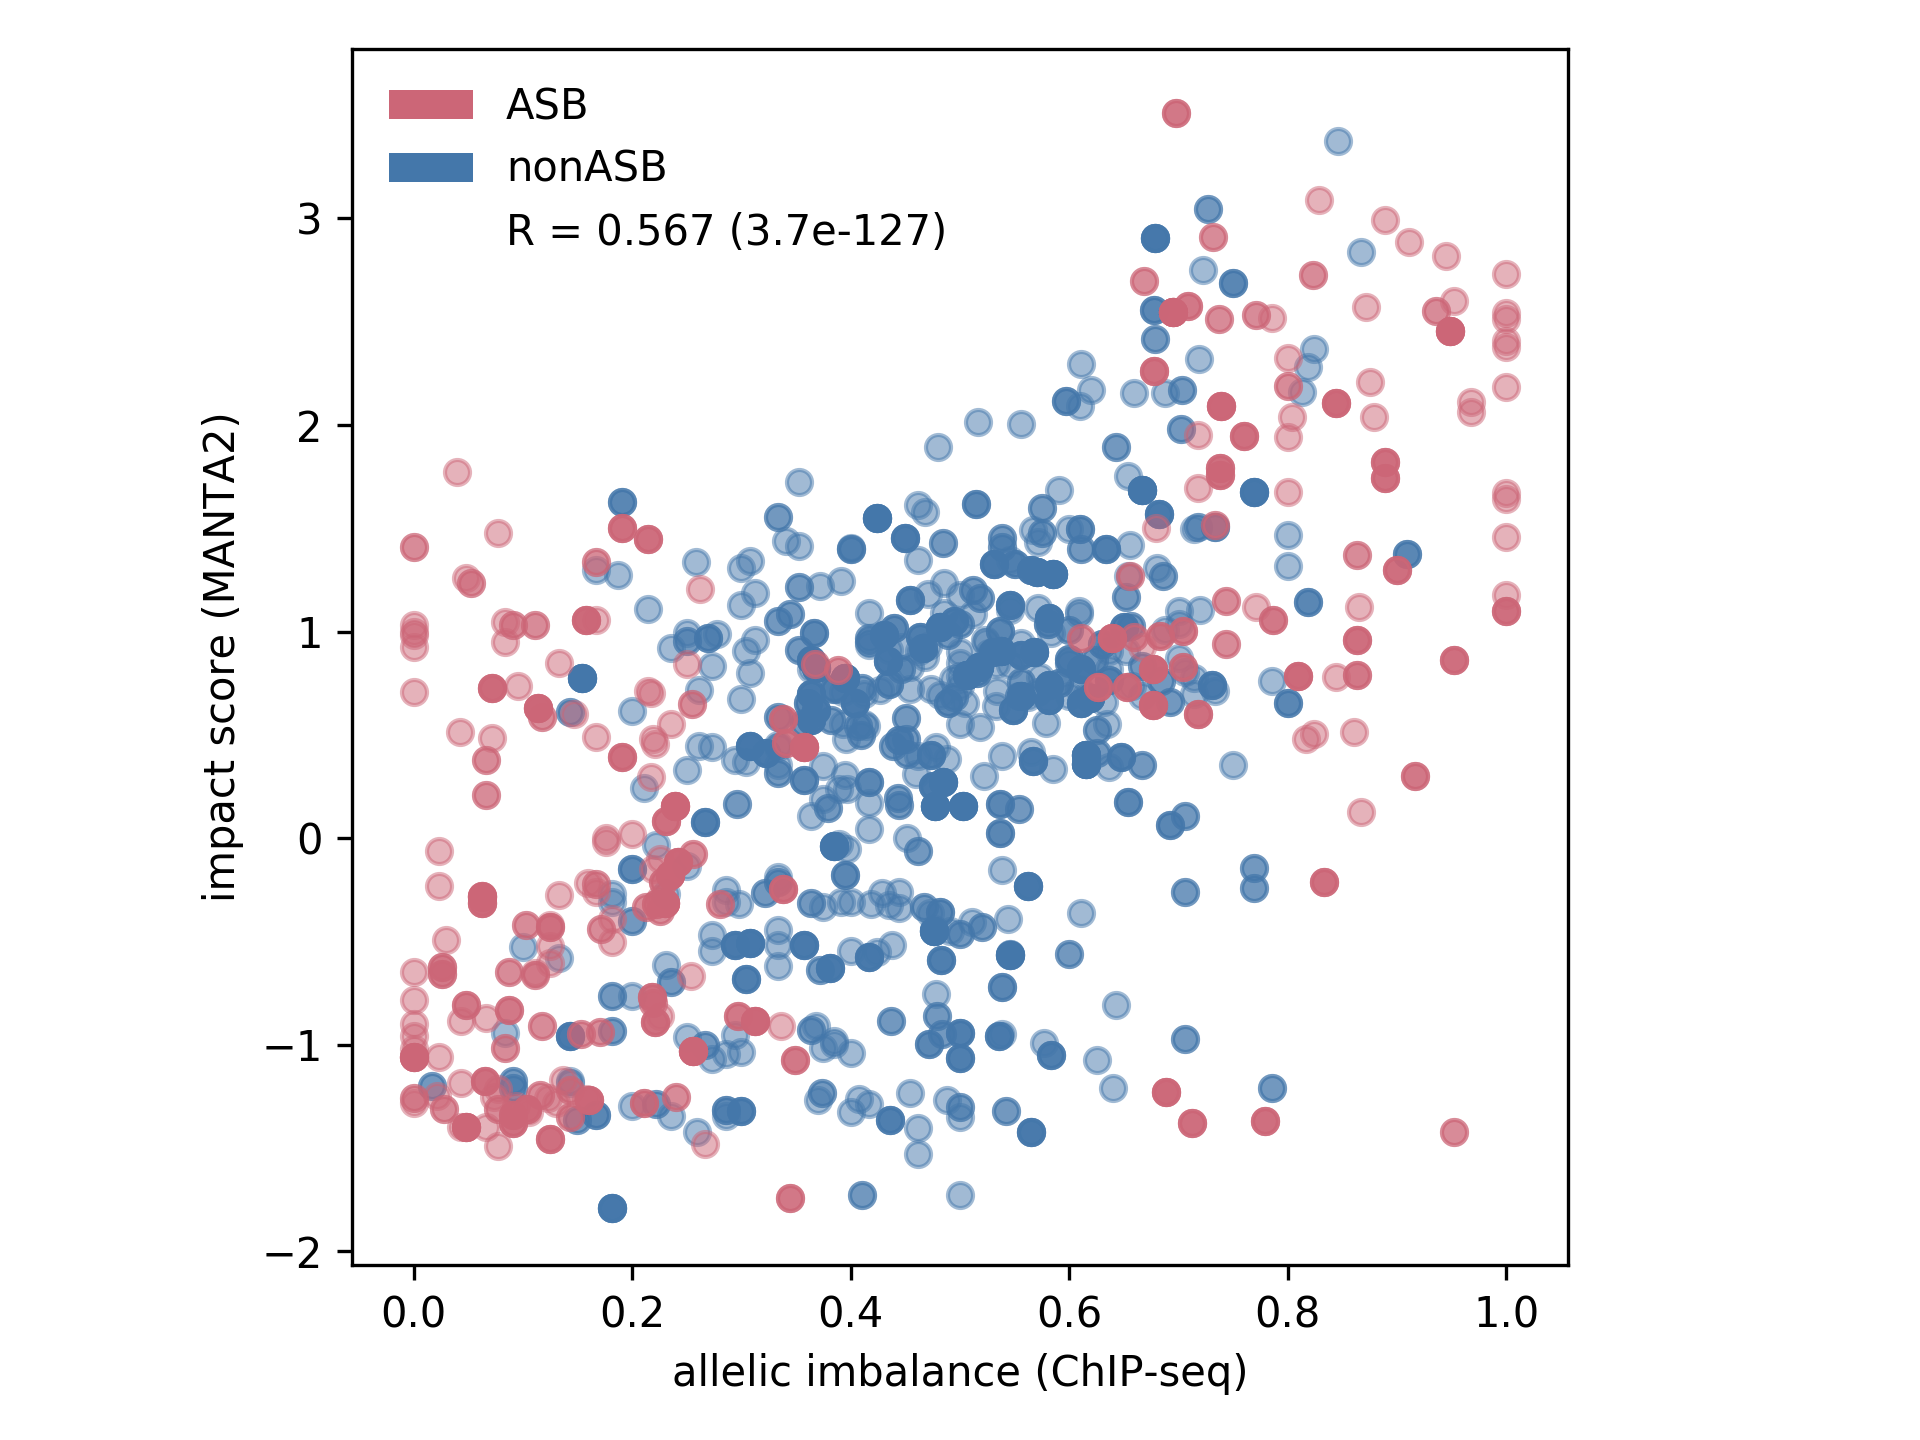 ASB
nonASB
R = 0.567 (3.7e-127)
3
2
1
0
−1
−2
impact score (MANTA2)
0.0 0.2 0.4 0.6 0.8 1.0
allelic imbalance (ChIP-seq)